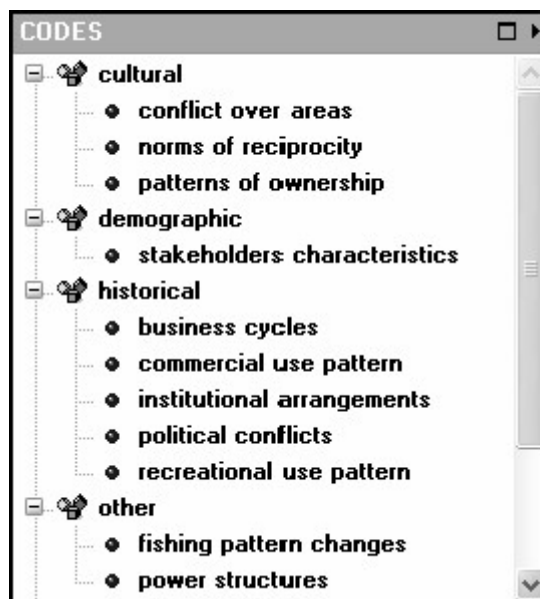 CODES
cultural
conflict over areas
norms of reciprocity
patterns of ownership
demographic
stakeholders characteristics
historical
business cycles
commercial use pattern
institutional arrangements
political conflicts
recreational use pattern
other
fishing pattern changes
power structures